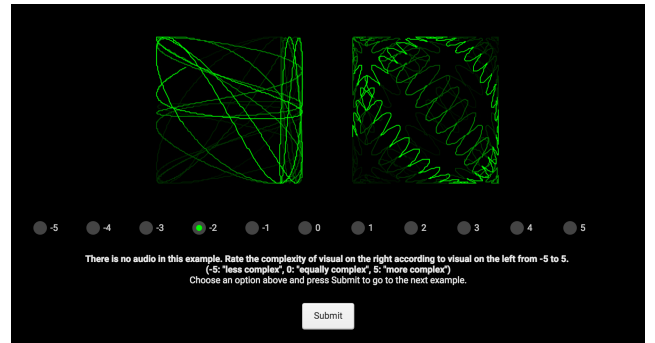 -5 -4 -3 -2 -1 0 1 2 3 4 5
There is no audio in this example. Rate the complexity of visual on the right according to visual on the left from -5 to 5.
(-5: "less complex", 0: "equally complex", 5: "more complex")
Choose an option above and press Submit to go to the next example.
Submit